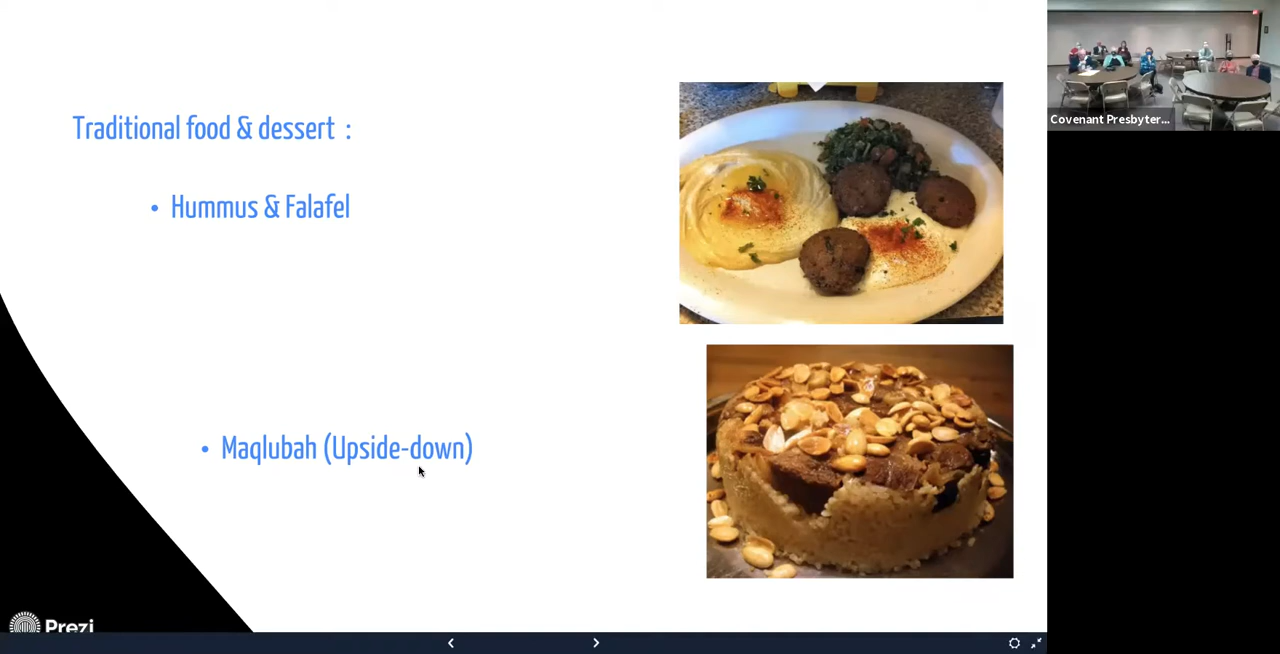 Traditional food & dessert :
• Hummus & Falafel
• Maqlubah (Upside-down)
Prezi
Covenant Presbyter...